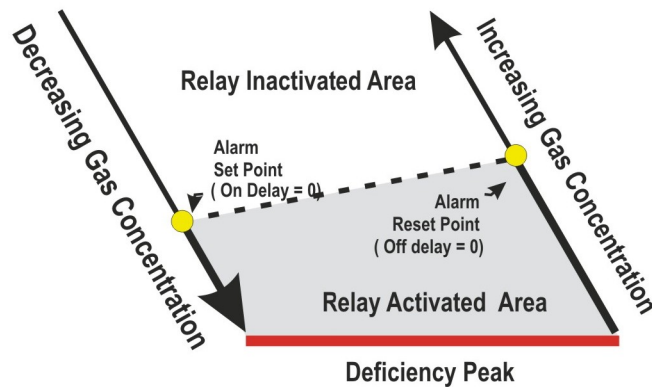 Decreasing Gas Concentration
Increasing Gas Concentration
Relay Inactivated Area
Alarm
Set Point
( On Delay = 0)
Alarm
Reset Point
( Off delay = 0)
Relay Activated Area
Deficiency Peak